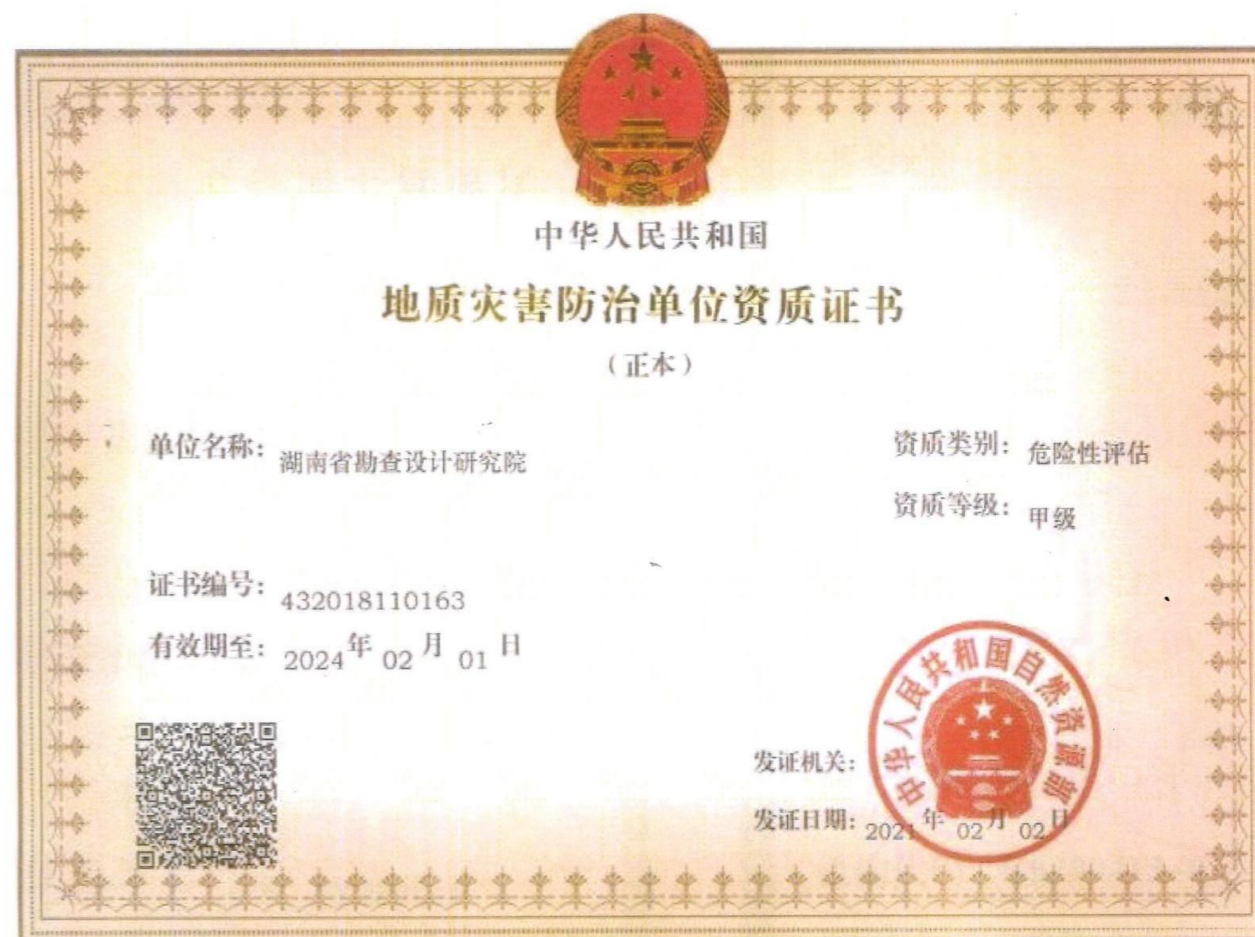 中华人民共和国
地质灾害防治单位资质证书
（正本）
单位名称：湖南省勘查设计研究院
资质类别：危险性评估
资质等级：甲级
证书编号：432018110163
有效期至：2024年02月01日
中华人民共和国自然资源部
发证机关：
发证日期：2021年02月02日